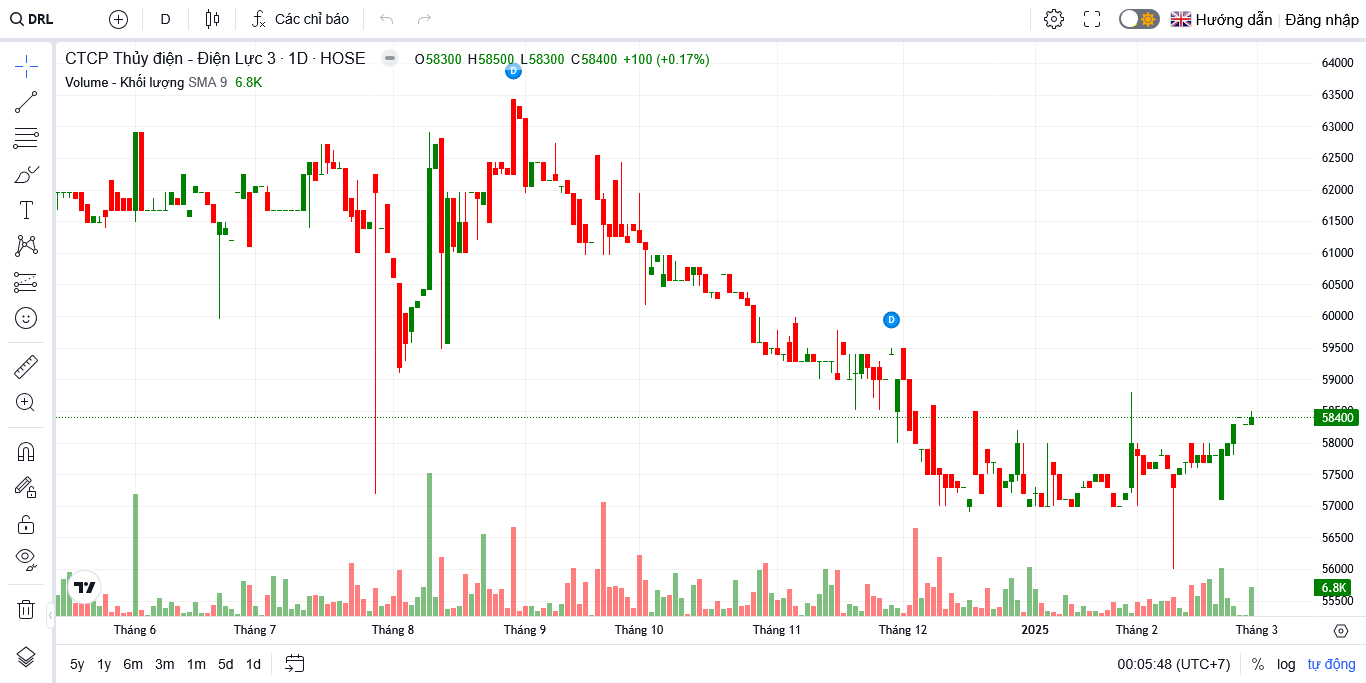 DRL D Các chỉ báo Hướng dẫn Đăng nhập
CTCP Thủy điện - Điện Lực 3 · 1D · HOSE O58300 H58500 L58300 C58400 +100 (+0.17%)
Volume - Khối lượng SMA 9 6.8K
D
D
64000
63500
63000
62500
62000
61500
61000
60500
60000
59500
59000
58500
58400
58000
57500
57000
56500
56000
6.8K
55500
Tháng 6 Tháng 7 Tháng 8 Tháng 9 Tháng 10 Tháng 11 Tháng 12 2025 Tháng 2 Tháng 3
5y 1y 6m 3m 1m 5d 1d 00:05:48 (UTC+7) % log tự động